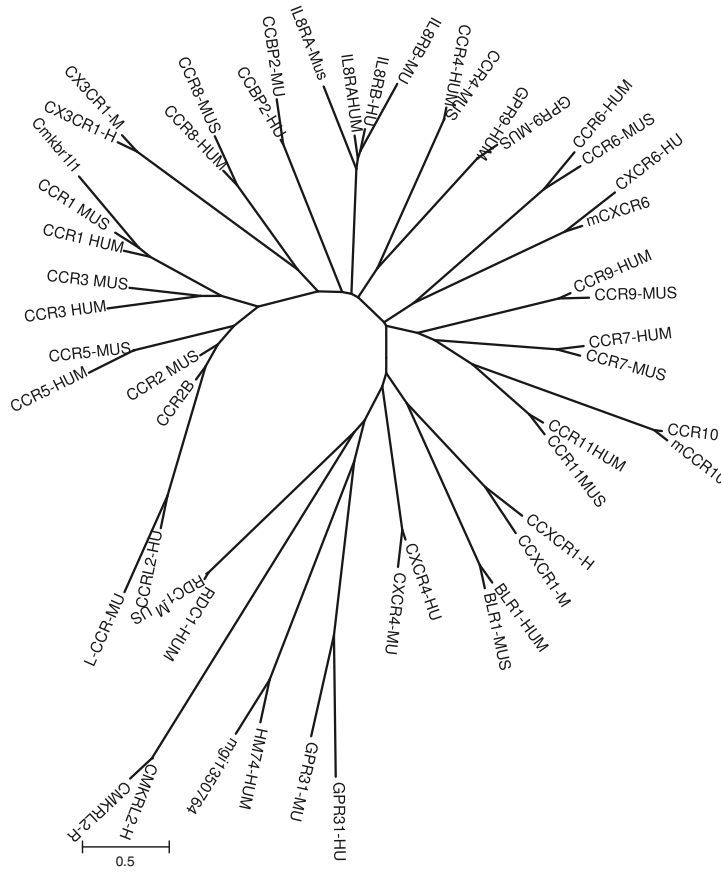 IL8RA-Mus
IL8RB-MU
CCBP2-MU
CCR4-HUM
CCR4-MUS
IL8RAHUM
IL8RB-HU
CCR8-MUS
CCBP2-HU
CX3CR1-M
GPR9-HUM
GPR9-MUS
CCR6-HUM
CX3CR1-H
CCR8-HUM
CCR6-MUS
Cmkbr1l1
CXCR6-HU
CCR1 MUS
mCXCR6
CCR1 HUM
CCR3 MUS
CCR9-HUM
CCR3 HUM
CCR9-MUS
CCR5-MUS
CCR7-HUM
CCR5-HUM
CCR2 MUS
CCR7-MUS
CCR2B
CCR10
CCR11HUM
mCCR10
CCR11MUS
CCXCR1-H
CCXCR1-M
L-CCR-MU
CCRL2-HU
RDC1.M US
RDC1-HUM
CXCR4-HU
CXCR4-MU
BLR1-HUM
BLR1-MUS
CMKRL2-R
CMKRL2-H
mgi1350764
HM74-HUM
GPR31-MU
GPR31-HU
0.5